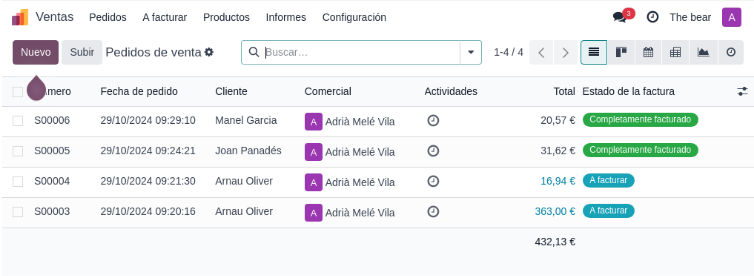 Ventas Pedidos A facturar Productos Informes Configuración 3 The bear A
Nuevo Subir Pedidos de venta Buscar... 1-4 / 4
Fecha de pedido Cliente Comercial Actividades Total Estado de la factura
S00006 29/10/2024 09:29:10 Manel Garcia A Adrià Melé Vila 20,57 € Completamente facturado
S00005 29/10/2024 09:24:21 Joan Panadés A Adrià Melé Vila 31,62 € Completamente facturado
S00004 29/10/2024 09:21:30 Arnau Oliver A Adrià Melé Vila 16,94 € A facturar
S00003 29/10/2024 09:20:16 Arnau Oliver A Adrià Melé Vila 363,00 € A facturar
432,13 €